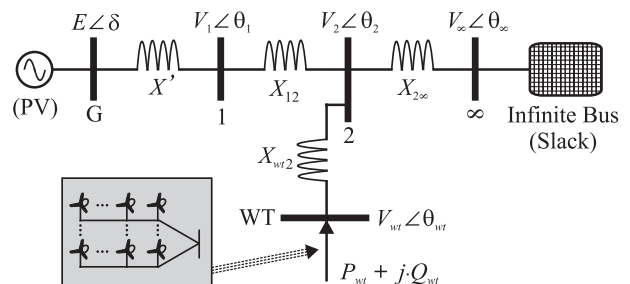 E∠δ
V₁∠θ₁
V₂∠θ₂
V∞∠θ∞
(PV)
G
X’
1
X₁₂
2
X₂∞
∞
Infinite Bus
(Slack)
X_wt2
WT
V_wt∠θ_wt
P_wt + j·Q_wt